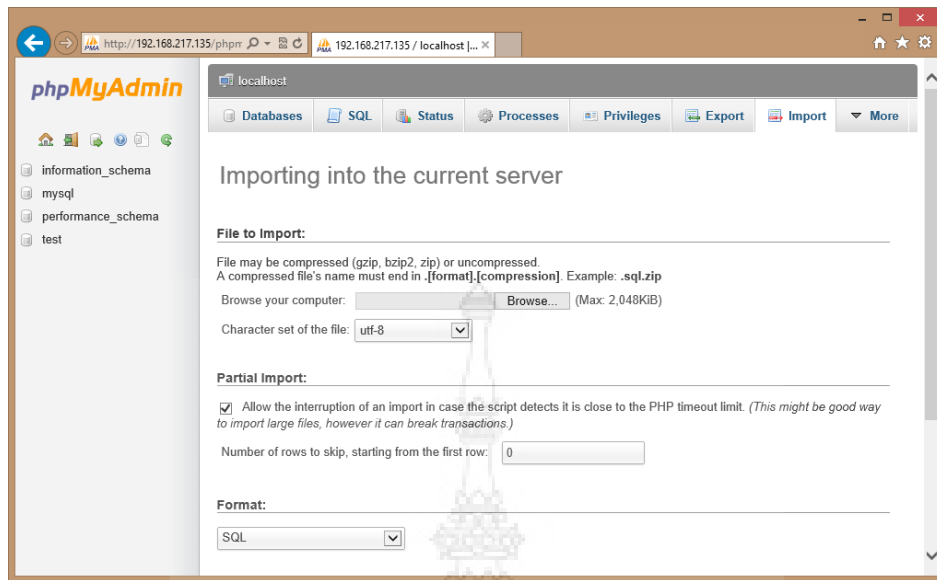 http://192.168.217.135/phpm
192.168.217.135 / localhost |...
phpMyAdmin
localhost
Databases
SQL
Status
Processes
Privileges
Export
Import
More
information_schema
mysql
performance_schema
test
Importing into the current server
File to Import:
File may be compressed (gzip, bzip2, zip) or uncompressed.
A compressed file's name must end in .[format].[compression]. Example: .sql.zip
Browse your computer: Browse... (Max: 2,048KiB)
Character set of the file: utf-8
Partial Import:
Allow the interruption of an import in case the script detects it is close to the PHP timeout limit. (This might be good way
to import large files, however it can break transactions.)
Number of rows to skip, starting from the first row: 0
Format:
SQL